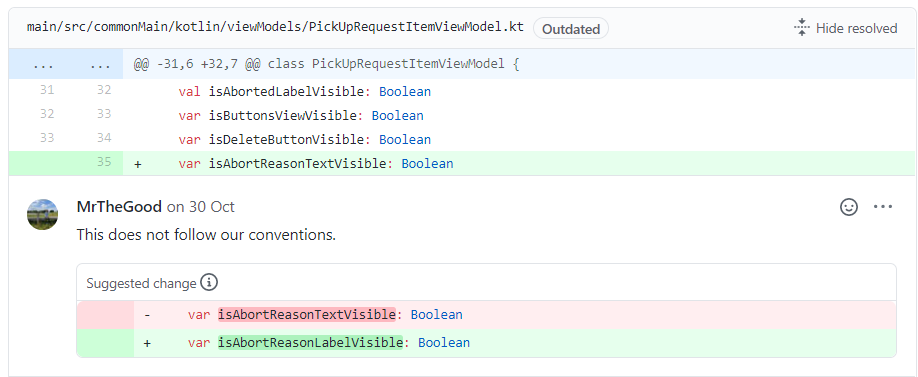 main/src/commonMain/kotlin/viewModels/PickUpRequestItemViewModel.kt Outdated Hide resolved
... ... @@ -31,6 +32,7 @@ class PickUpRequestItemViewModel {
31 32 val isAbortedLabelVisible: Boolean
32 33 var isButtonsViewVisible: Boolean
33 34 var isDeleteButtonVisible: Boolean
35 + var isAbortReasonTextVisible: Boolean
MrTheGood on 30 Oct
This does not follow our conventions.
Suggested change
- var isAbortReasonTextVisible: Boolean
+ var isAbortReasonLabelVisible: Boolean